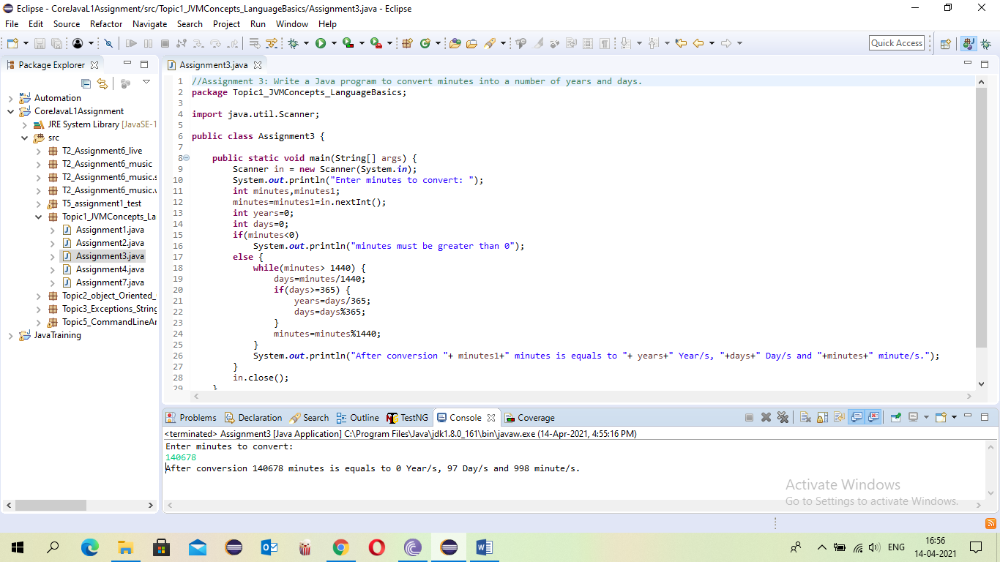 Eclipse - CoreJavaL1Assignment/src/Topic1_JVMConcepts_LanguageBasics/Assignment3.java - Eclipse
File Edit Source Refactor Navigate Search Project Run Window Help
Quick Access
Package Explorer
Automation
CoreJavaL1Assignment
JRE System Library [JavaSE-1
src
T2_Assignment6_live
T2_Assignment6_music
T2_Assignment6_music.s
T2_Assignment6_music.v
T5_assignment1_test
Topic1_JVMConcepts_La
Assignment1.java
Assignment2.java
Assignment3.java
Assignment4.java
Assignment7.java
Topic2_object_Oriented_
Topic3_Exceptions_String
Topic5_CommandLineAr
JavaTraining
Assignment3.java
1 //Assignment 3: Write a Java program to convert minutes into a number of years and days.
2 package Topic1_JVMConcepts_LanguageBasics;
3
4 import java.util.Scanner;
5
6 public class Assignment3 {
7
8 public static void main(String[] args) {
9 Scanner in = new Scanner(System.in);
10 System.out.println("Enter minutes to convert: ");
11 int minutes,minutes1;
12 minutes=minutes1=in.nextInt();
13 int years=0;
14 int days=0;
15 if(minutes<0)
16 System.out.println("minutes must be greater than 0");
17 else {
18 while(minutes> 1440) {
19 days=minutes/1440;
20 if(days>=365) {
21 years=days/365;
22 days=days%365;
23 }
24 minutes=minutes%1440;
25 }
26 System.out.println("After conversion "+ minutes1+" minutes is equals to "+ years+" Year/s, "+days+" Day/s and "+minutes+" minute/s.");
27 }
28 in.close();
29 }
Problems Declaration Search Outline TestNG Console Coverage
<terminated> Assignment3 [Java Application] C:\Program Files\Java\jdk1.8.0_161\bin\javaw.exe (14-Apr-2021, 4:55:16 PM)
Enter minutes to convert:
140678
After conversion 140678 minutes is equals to 0 Year/s, 97 Day/s and 998 minute/s.
Activate Windows
Go to Settings to activate Windows.
ENG
16:56
14-04-2021